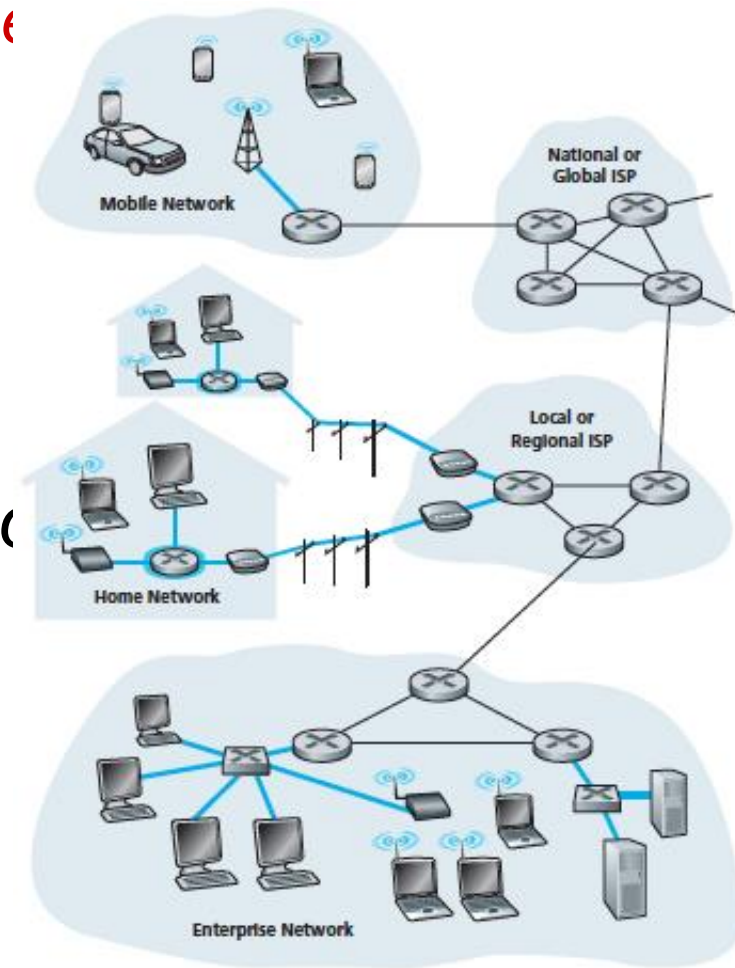 National or
Global ISP
Mobile Network
Local or
Regional ISP
Home Network
Enterprise Network